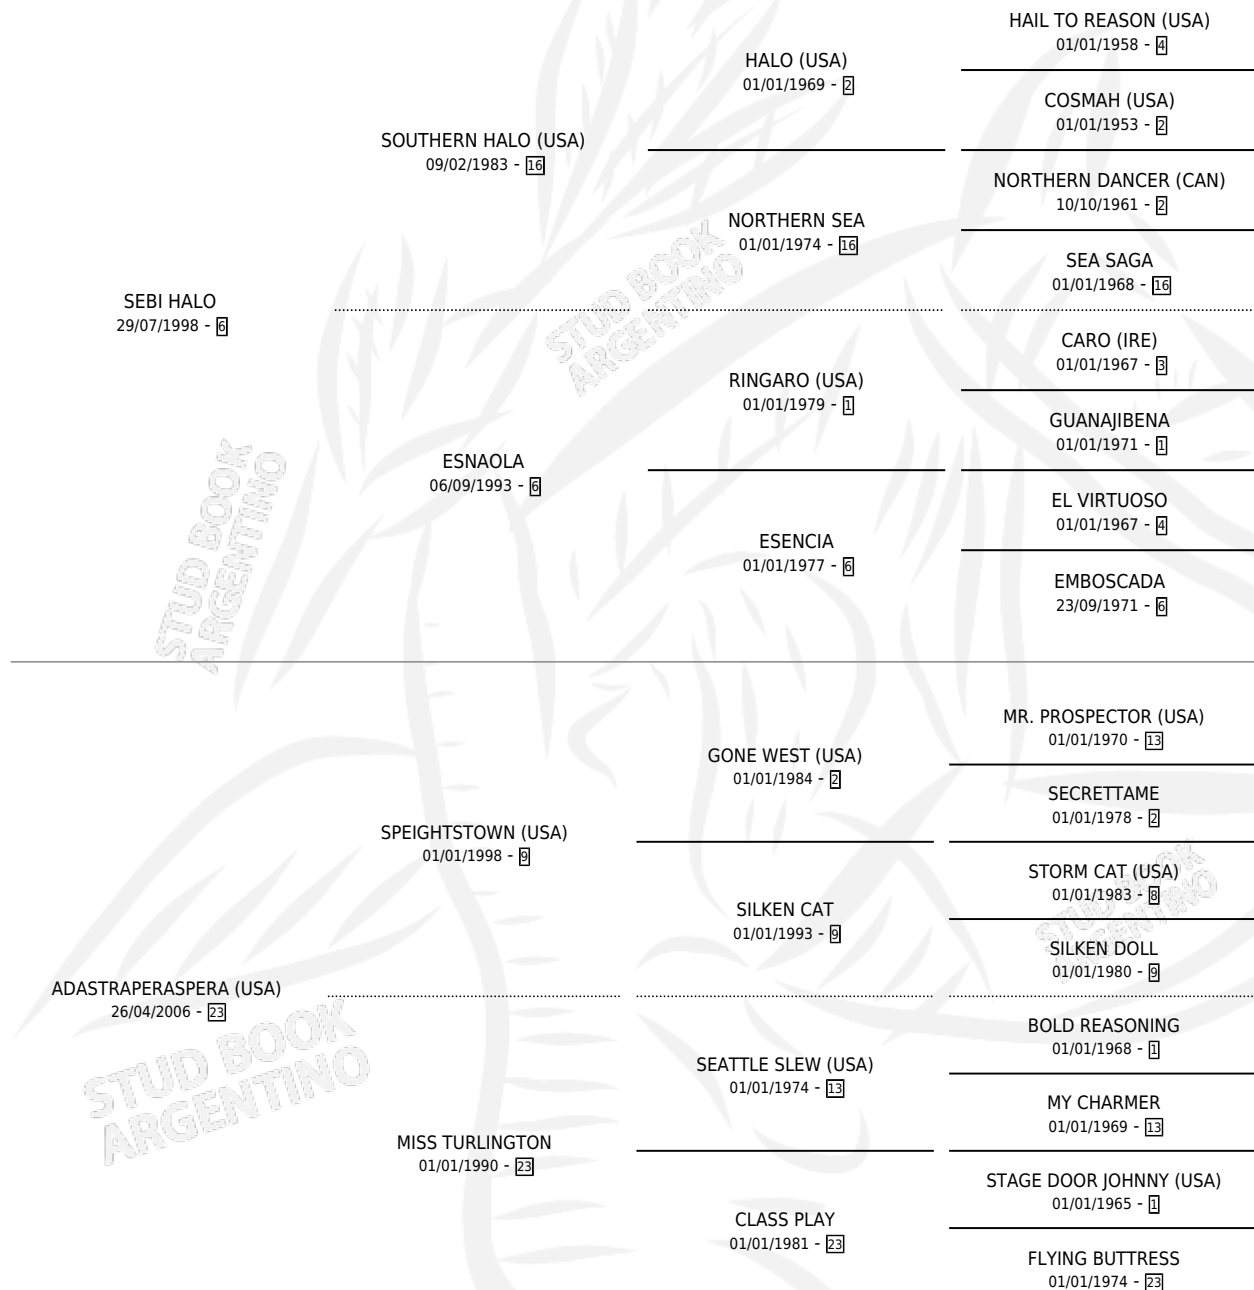 HAIL TO REASON (USA)
01/01/1958 - 4
HALO (USA)
01/01/1969 - 2
COSMAH (USA)
01/01/1953 - 2
SOUTHERN HALO (USA)
09/02/1983 - 16
NORTHERN DANCER (CAN)
10/10/1961 - 2
NORTHERN SEA
01/01/1974 - 16
SEA SAGA
01/01/1968 - 16
SEBI HALO
29/07/1998 - 6
STUD BOOK
ARGENTINO
CARO (IRE)
01/01/1967 - 3
RINGARO (USA)
01/01/1979 - 1
GUANAJIBENA
01/01/1971 - 1
ESNAOLA
06/09/1993 - 6
EL VIRTUOSO
01/01/1967 - 4
ESENCIA
01/01/1977 - 6
EMBOSCADA
23/09/1971 - 6
STUD BOOK
ARGENTINO
MR. PROSPECTOR (USA)
01/01/1970 - 13
GONE WEST (USA)
01/01/1984 - 2
SECRETTAME
01/01/1978 - 2
SPEIGHTSTOWN (USA)
01/01/1998 - 9
STORM CAT (USA)
01/01/1983 - 8
SILKEN CAT
01/01/1993 - 9
STUD BOOK
ARGENTINO
SILKEN DOLL
01/01/1980 - 9
ADASTRAPERASPERA (USA)
26/04/2006 - 23
STUD BOOK
ARGENTINO
BOLD REASONING
01/01/1968 - 1
SEATTLE SLEW (USA)
01/01/1974 - 13
MY CHARMER
01/01/1969 - 13
MISS TURLINGTON
01/01/1990 - 23
STAGE DOOR JOHNNY (USA)
01/01/1965 - 1
CLASS PLAY
01/01/1981 - 23
FLYING BUTTRESS
01/01/1974 - 23